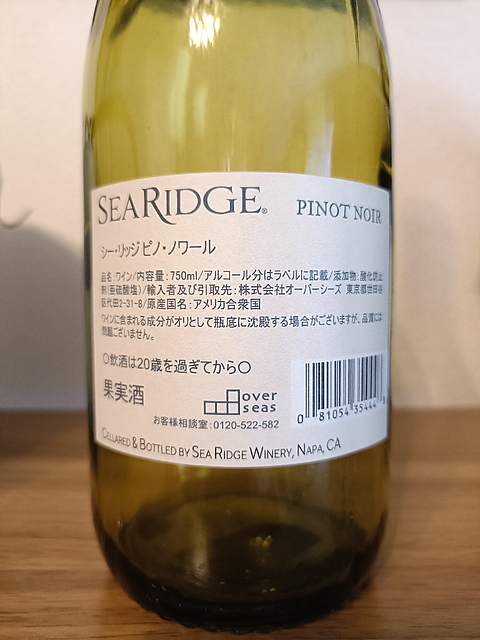 SEARIDGE® PINOT NOIR
シー・リッジ ピノ・ノワール
品名:ワイン/内容量:750ml/アルコール分はラベルに記載/添加物:酸化防止
剤(亜硫酸塩)/輸入者及び引取先:株式会社オーバーシーズ 東京都世田谷
区代田2-31-8/原産国名:アメリカ合衆国
ワインに含まれる成分がオリとして瓶底に沈殿する場合がございますが、品質には
問題ございません。
〇飲酒は20歳を過ぎてから〇
果実酒
over
seas
お客様相談室:0120-522-582
0 81054 35444
CELLARED & BOTTLED BY SEA RIDGE WINERY, NAPA, CA